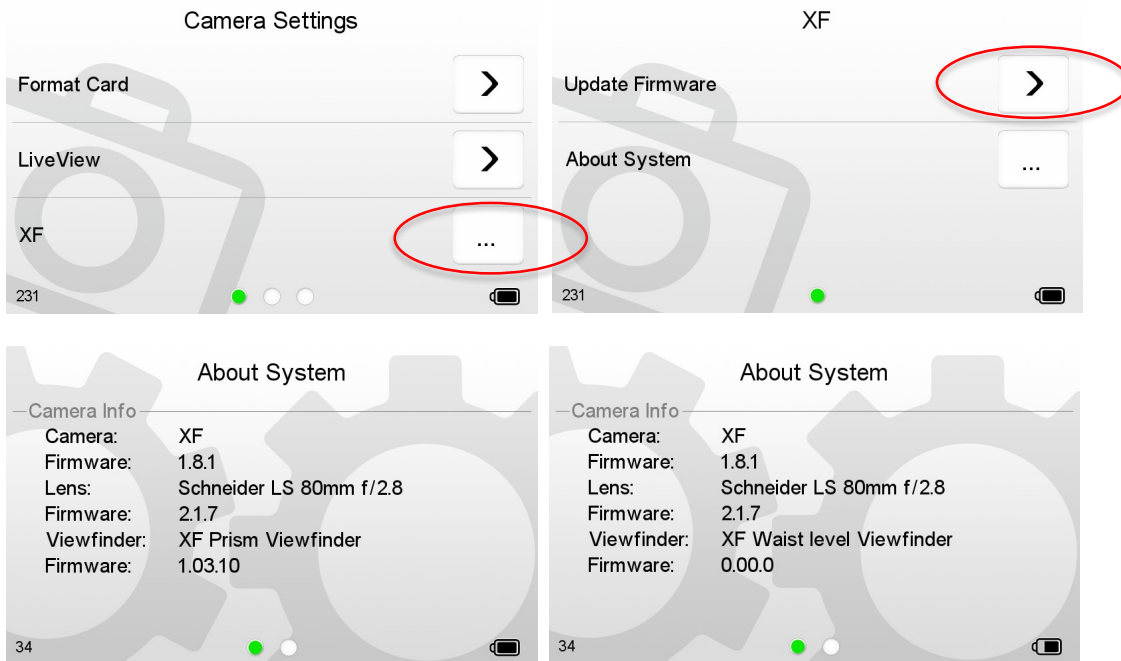 Camera Settings
Format Card
>
LiveView
>
XF
...
231
XF
Update Firmware
>
About System
...
231
About System
Camera Info
Camera: XF
Firmware: 1.8.1
Lens: Schneider LS 80mm f/2.8
Firmware: 2.1.7
Viewfinder: XF Prism Viewfinder
Firmware: 1.03.10
34
About System
Camera Info
Camera: XF
Firmware: 1.8.1
Lens: Schneider LS 80mm f/2.8
Firmware: 2.1.7
Viewfinder: XF Waist level Viewfinder
Firmware: 0.00.0
34